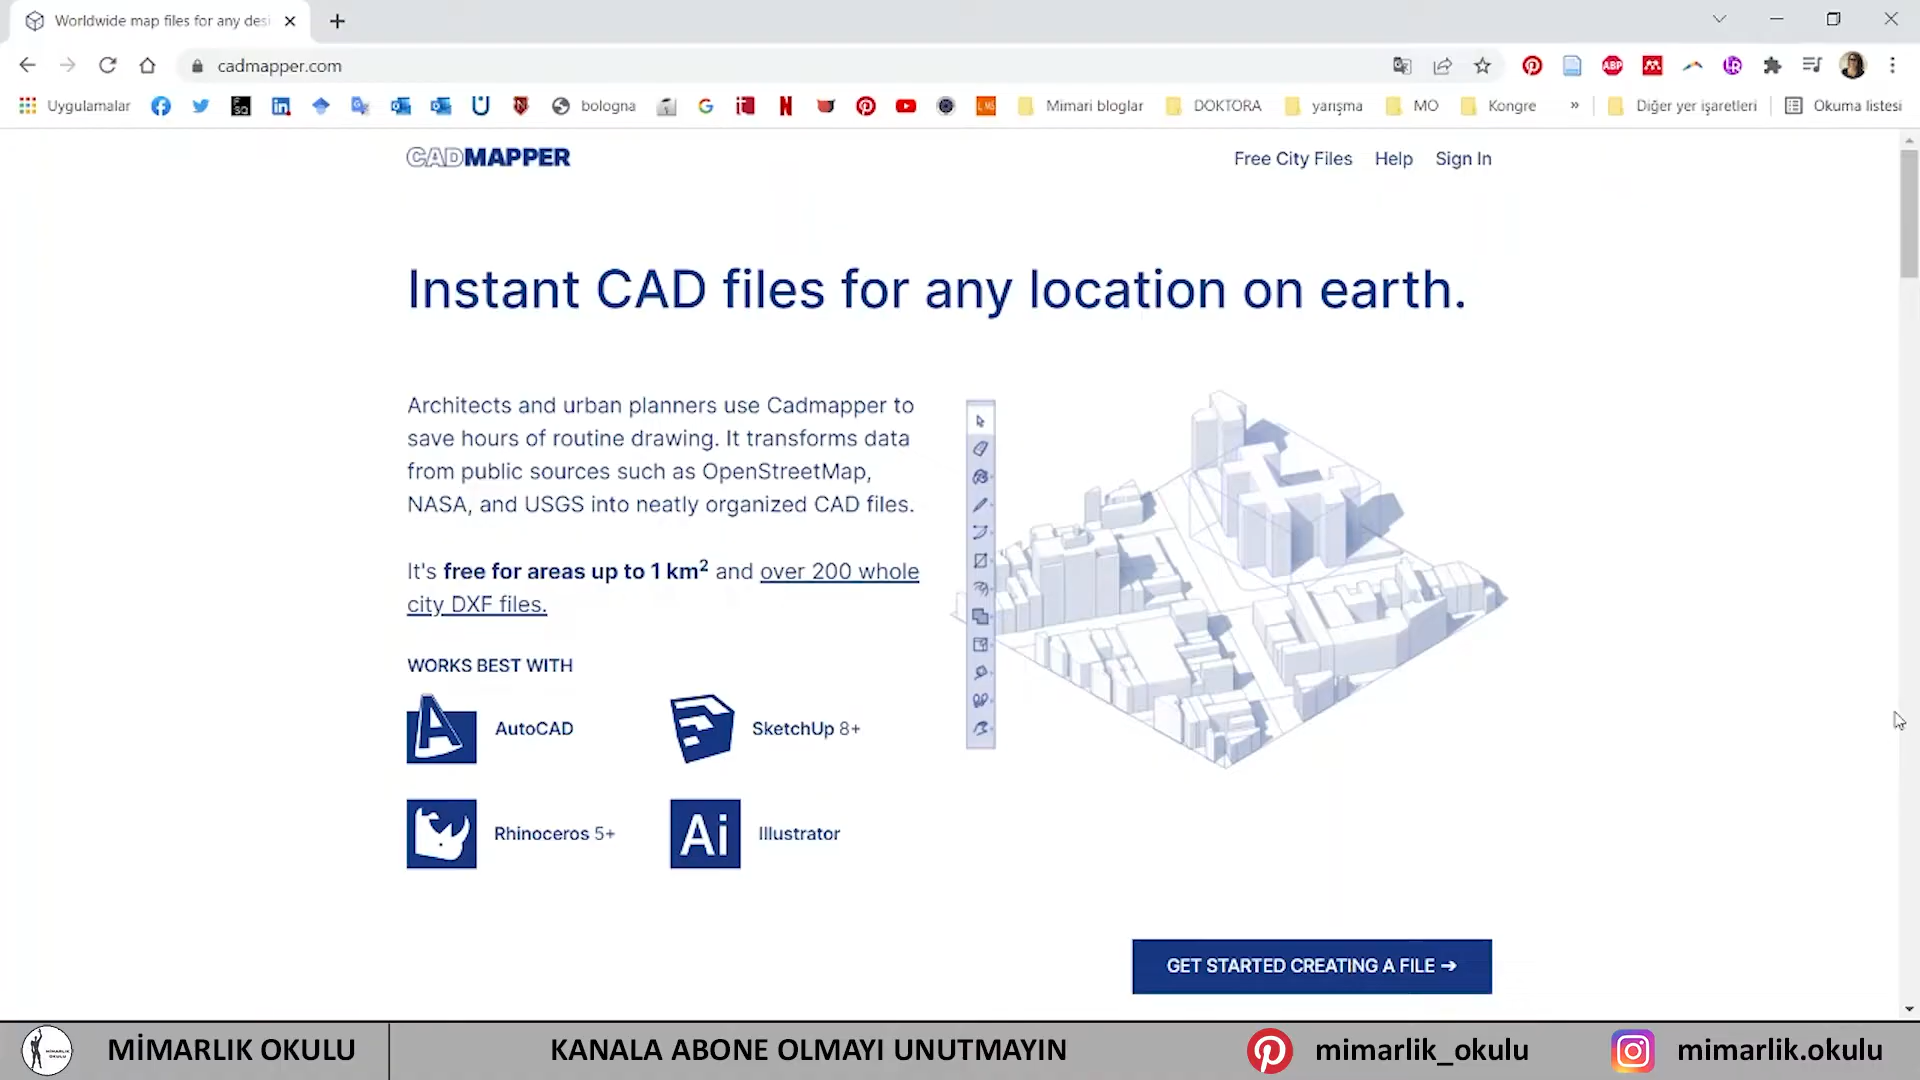 Worldwide map files for any desi
cadmapper.com
Uygulamalar
bologna
Mimari bloglar
DOKTORA
yarışma
MO
Kongre
»
Diğer yer işaretleri
Okuma listesi
CADMAPPER
Free City Files
Help
Sign In
Instant CAD files for any location on earth.
Architects and urban planners use Cadmapper to
save hours of routine drawing. It transforms data
from public sources such as OpenStreetMap,
NASA, and USGS into neatly organized CAD files.
It's free for areas up to 1 km² and over 200 whole
city DXF files.
WORKS BEST WITH
AutoCAD
SketchUp 8+
Rhinoceros 5+
Ai
Illustrator
GET STARTED CREATING A FILE ➔
MİMARLIK OKULU
KANALA ABONE OLMAYI UNUTMAYIN
mimarlik_okulu
mimarlik.okulu